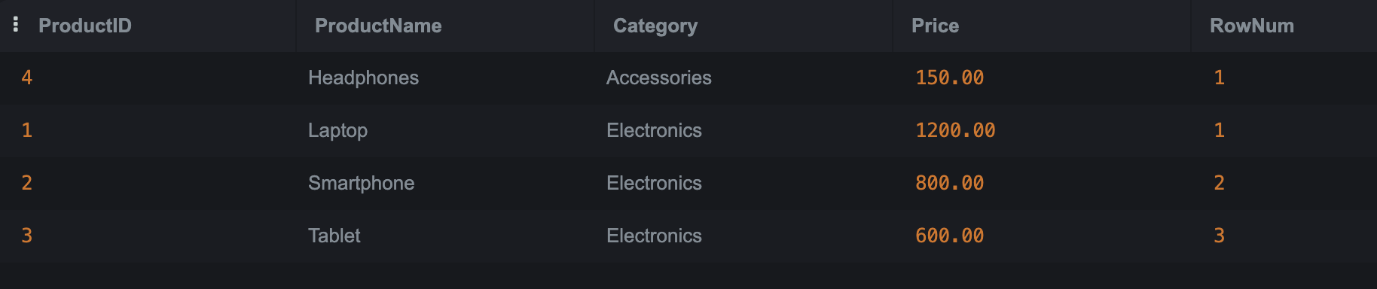 ProductID ProductName Category Price RowNum
4 Headphones Accessories 150.00 1
1 Laptop Electronics 1200.00 1
2 Smartphone Electronics 800.00 2
3 Tablet Electronics 600.00 3